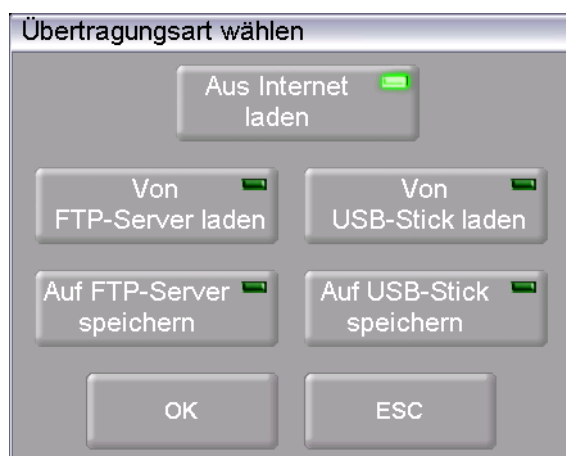 Übertragungsart wählen
Aus Internet
laden
Von
FTP-Server laden
Von
USB-Stick laden
Auf FTP-Server
speichern
Auf USB-Stick
speichern
OK
ESC